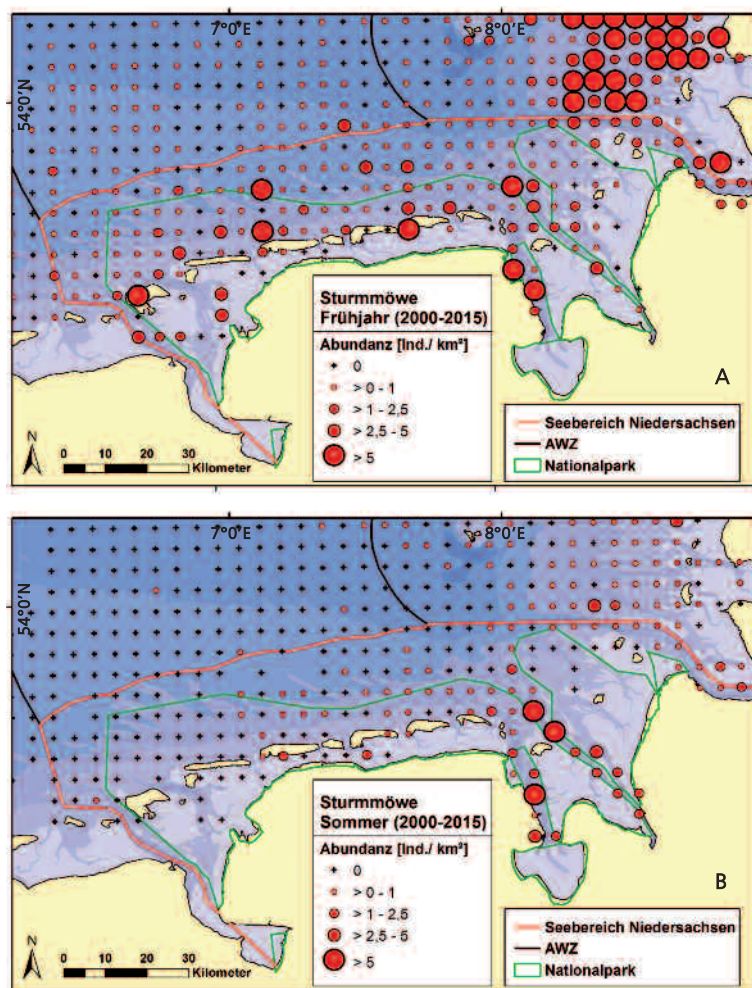 7°0'E
8°0'E
54°0'N
Sturmmöwe
Frühjahr (2000-2015)
Abundanz [Ind./ km²]
0
> 0 - 1
> 1 - 2,5
> 2,5 - 5
> 5
A
Seebereich Niedersachsen
AWZ
Nationalpark
N
0 10 20 30
Kilometer
7°0'E
8°0'E
54°0'N
Sturmmöwe
Sommer (2000-2015)
Abundanz [Ind./ km²]
0
> 0 - 1
> 1 - 2,5
> 2,5 - 5
> 5
B
Seebereich Niedersachsen
AWZ
Nationalpark
N
0 10 20 30
Kilometer